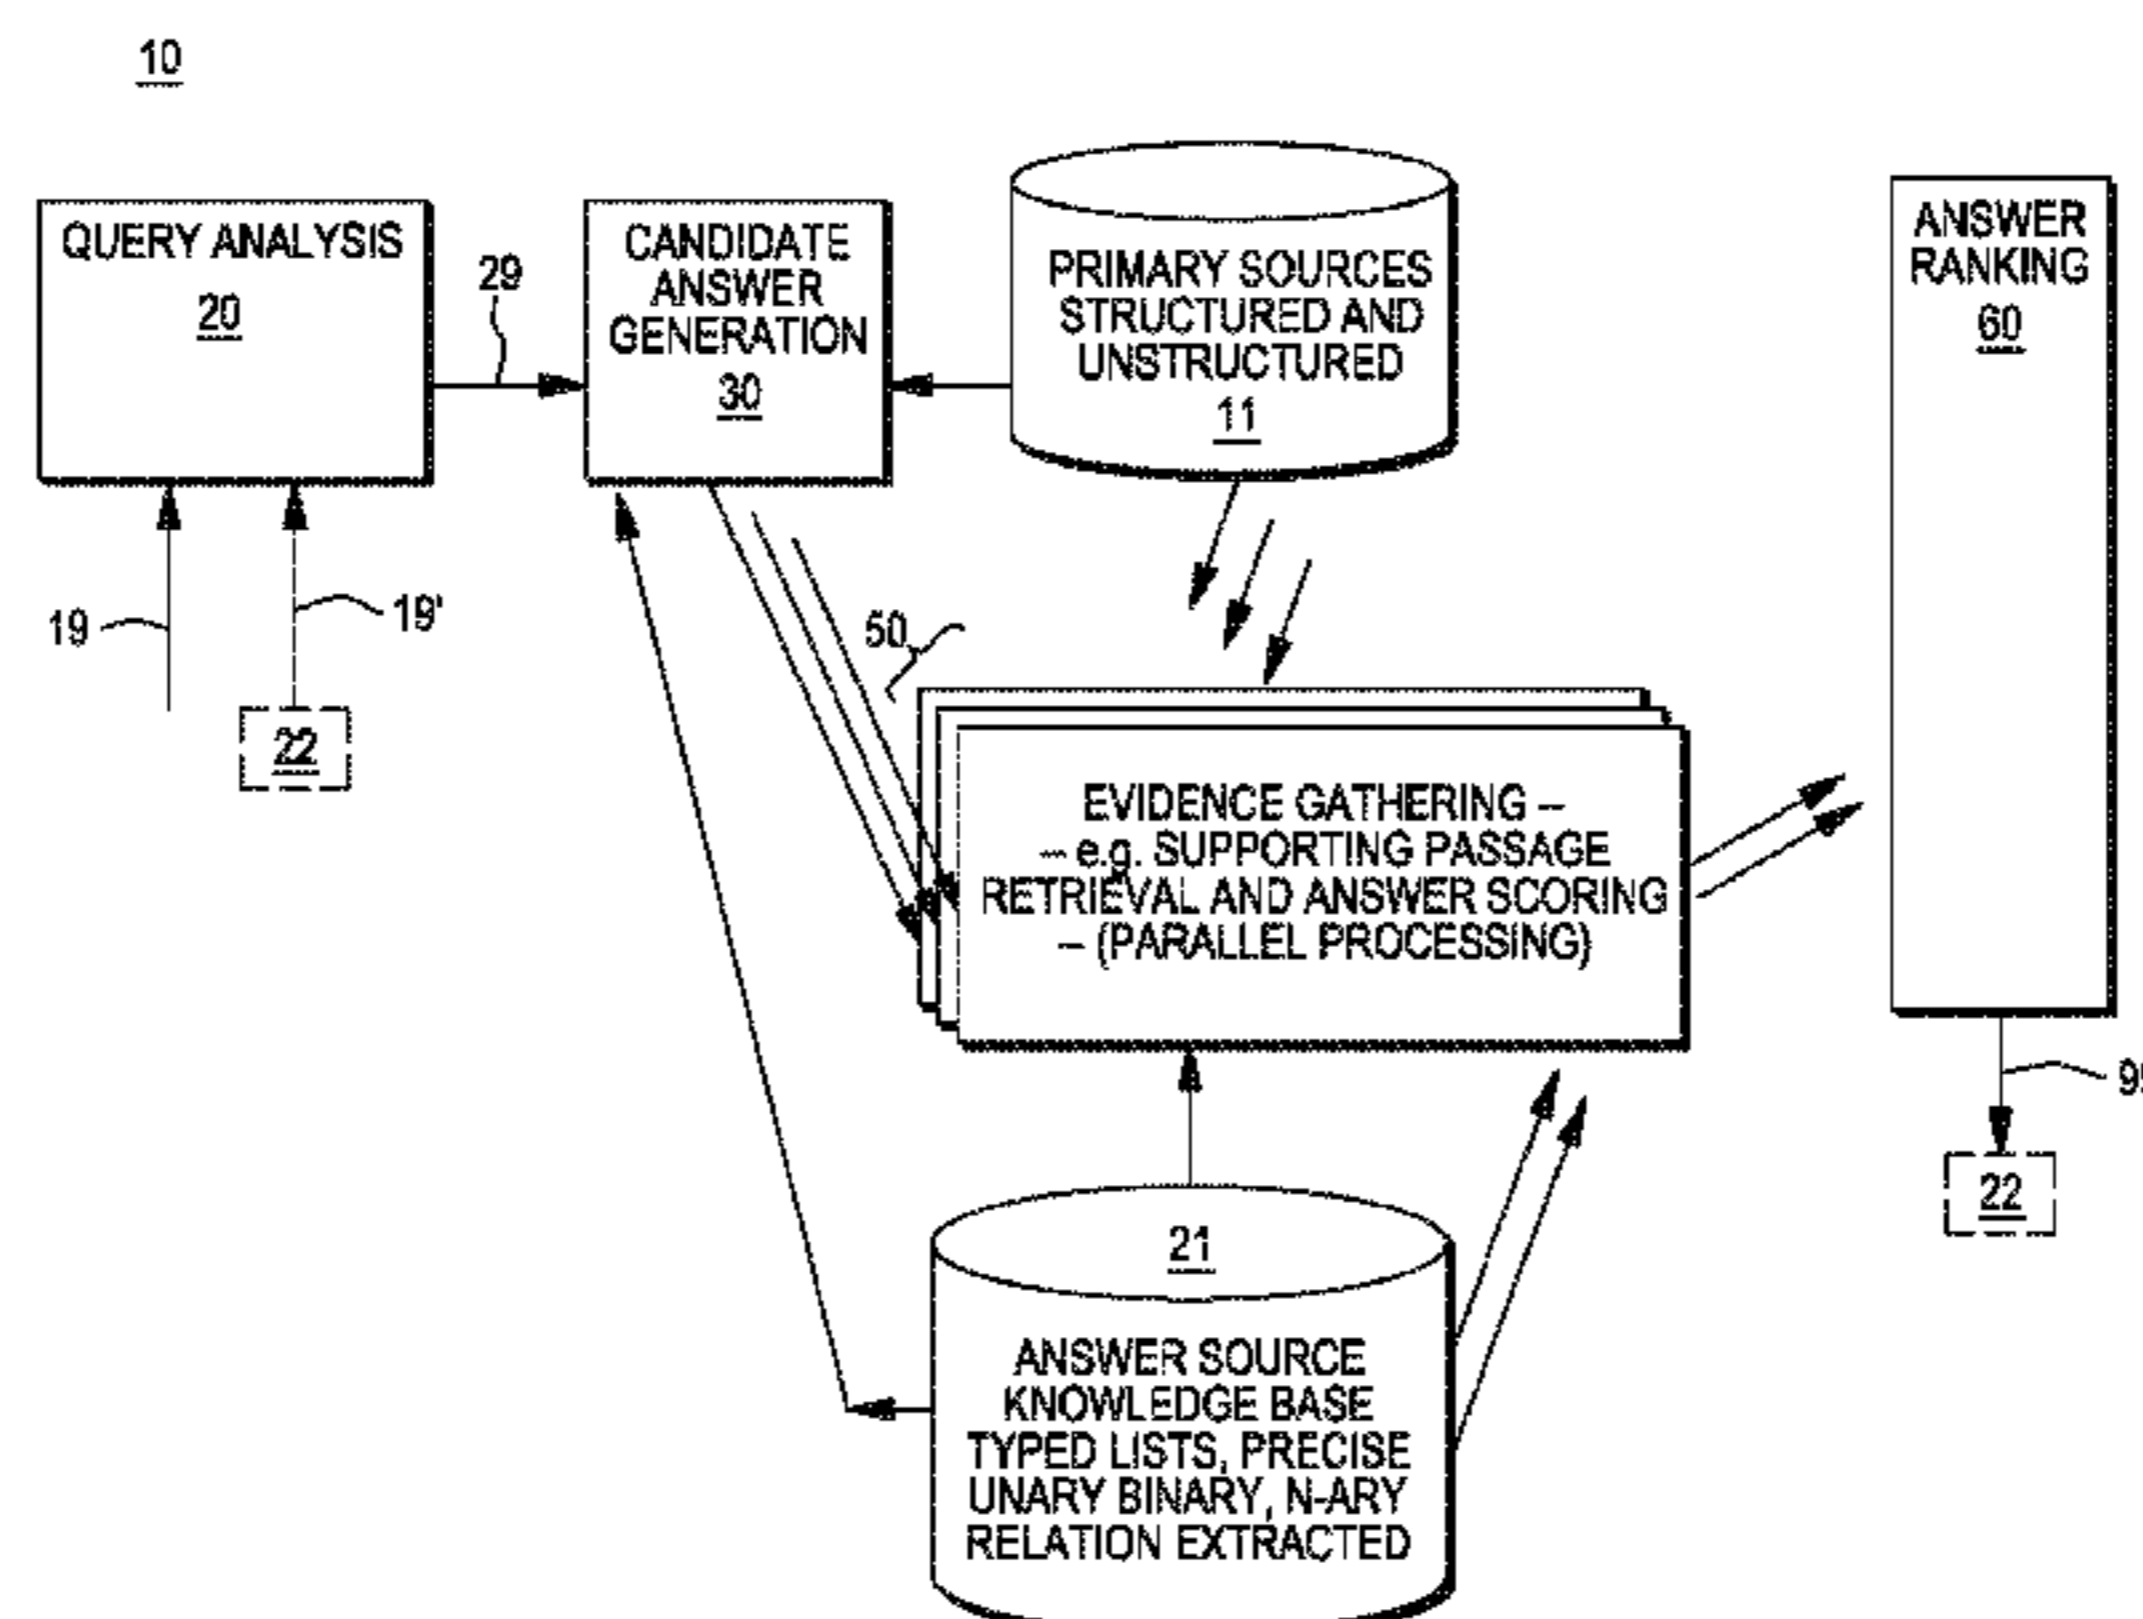 10
QUERY ANALYSIS
20
29
CANDIDATE
ANSWER
GENERATION
30
PRIMARY SOURCES
STRUCTURED AND
UNSTRUCTURED
11
ANSWER
RANKING
60
19
19'
22
50
EVIDENCE GATHERING –
– e.g. SUPPORTING PASSAGE
RETRIEVAL AND ANSWER SCORING
– (PARALLEL PROCESSING)
22
21
ANSWER SOURCE
KNOWLEDGE BASE
TYPED LISTS, PRECISE
UNARY BINARY, N-ARY
RELATION EXTRACTED